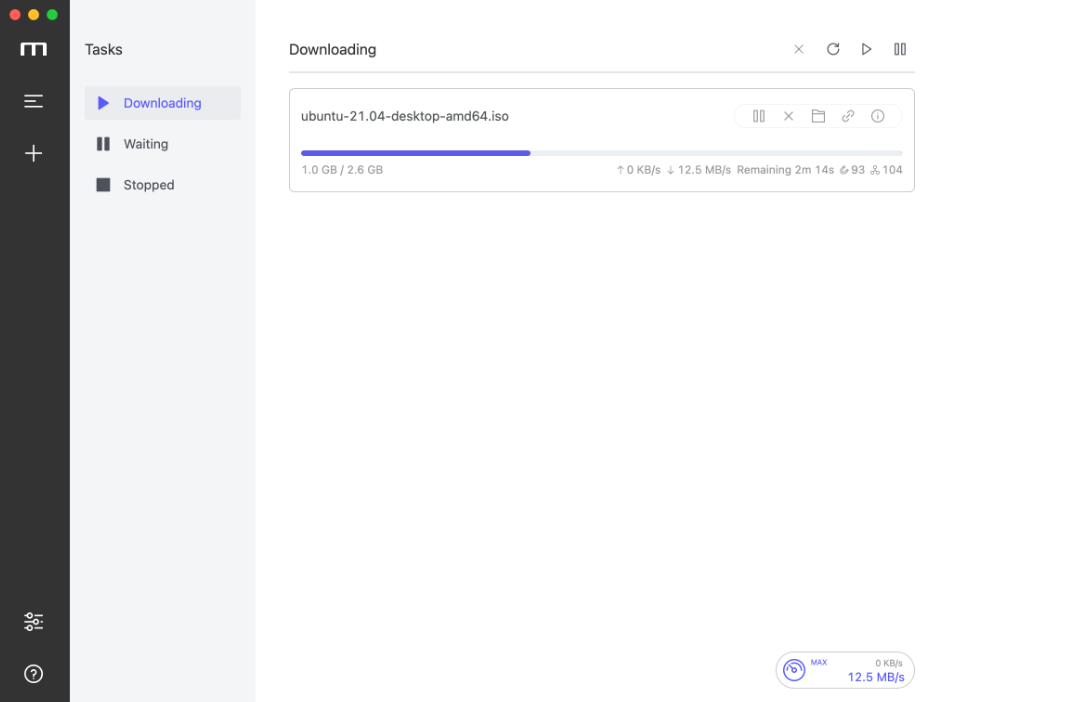 m
Tasks
Downloading
Waiting
Stopped
Downloading
ubuntu-21.04-desktop-amd64.iso
1.0 GB / 2.6 GB
↑ 0 KB/s ↓ 12.5 MB/s Remaining 2m 14s 93 104
MAX
0 KB/s
12.5 MB/s